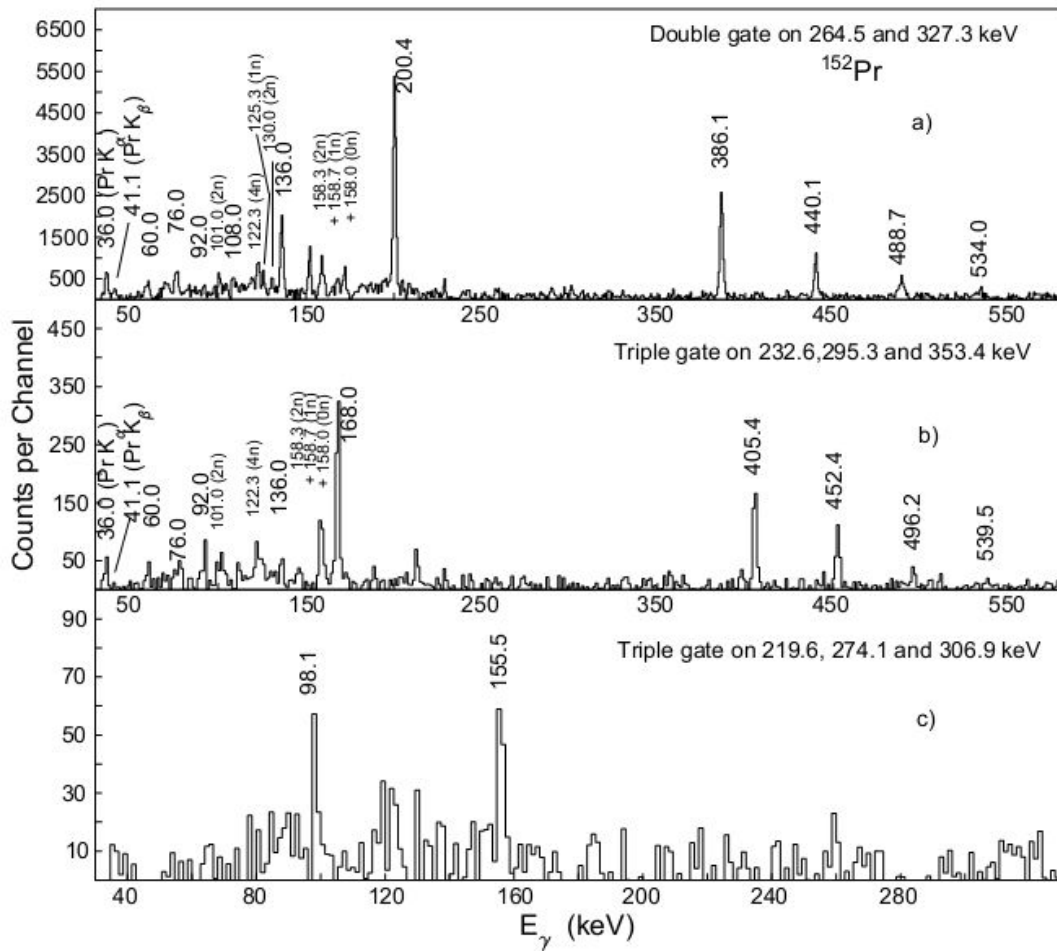 Double gate on 264.5 and 327.3 keV
152Pr
a)
6500
5500
4500
3500
2500
1500
500
36.0 (Pr Kα)
41.1 (Pr Kβ)
60.0
76.0
92.0
101.0 (2n)
108.0
122.3 (4n)
125.3 (1n)
130.0 (2n)
136.0
158.3 (2n)
+ 158.7 (1n)
+ 158.0 (0n)
200.4
386.1
440.1
488.7
534.0
50 150 250 350 450 550
Counts per Channel
Triple gate on 232.6,295.3 and 353.4 keV
b)
450
350
250
150
50
36.0 (Pr Kα)
41.1 (Pr Kβ)
60.0
76.0
92.0
101.0 (2n)
122.3 (4n)
136.0
158.3 (2n)
+ 158.7 (1n)
+ 158.0 (0n)
168.0
405.4
452.4
496.2
539.5
50 150 250 350 450 550
Triple gate on 219.6, 274.1 and 306.9 keV
c)
90
70
50
30
10
98.1
155.5
40 80 120 160 200 240 280
Eγ (keV)